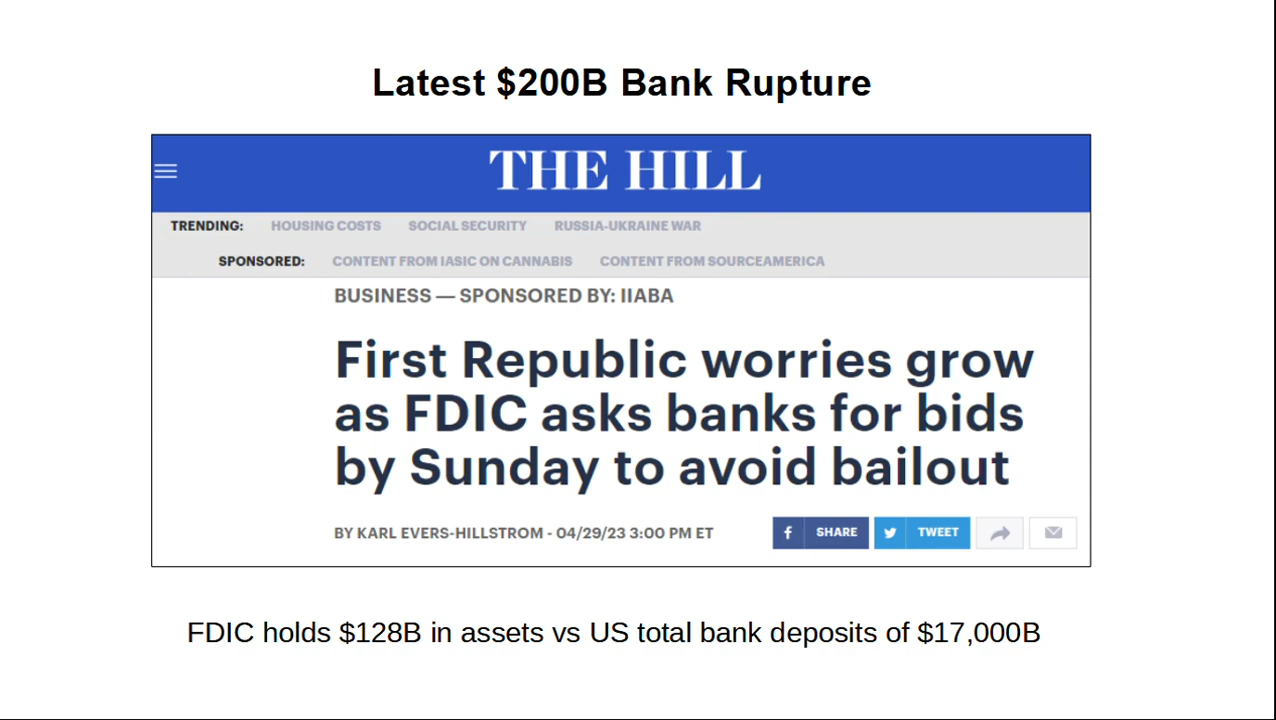 Latest $200B Bank Rupture
THE HILL
TRENDING: HOUSING COSTS SOCIAL SECURITY RUSSIA-UKRAINE WAR
SPONSORED: CONTENT FROM IASIC ON CANNABIS CONTENT FROM SOURCEAMERICA
BUSINESS — SPONSORED BY: IIABA
First Republic worries grow
as FDIC asks banks for bids
by Sunday to avoid bailout
BY KARL EVERS-HILLSTROM - 04/29/23 3:00 PM ET
f SHARE TWEET
FDIC holds $128B in assets vs US total bank deposits of $17,000B